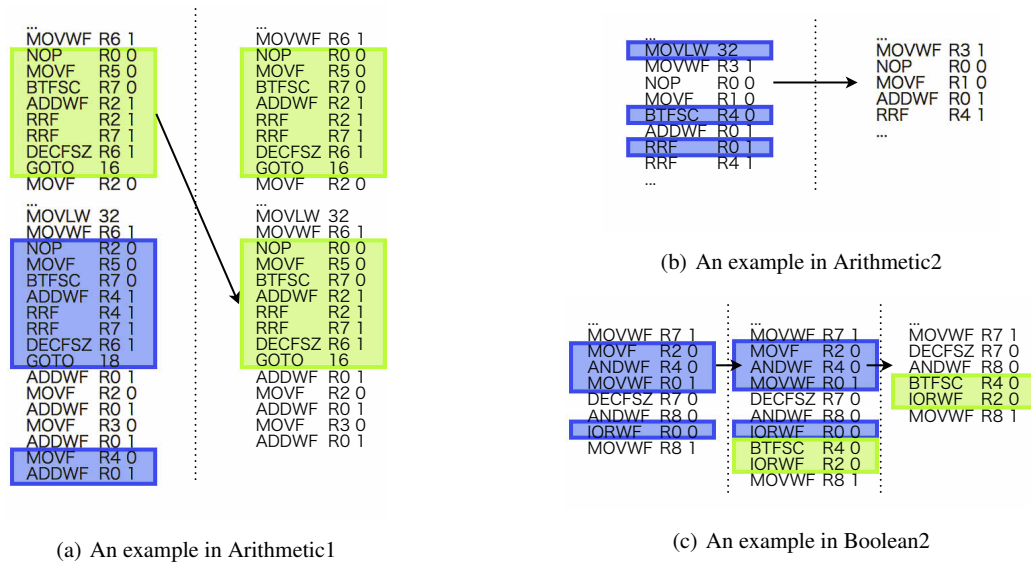 ...
MOVWF R6 1
NOP R0 0
MOVF R5 0
BTFSC R7 0
ADDWF R2 1
RRF R2 1
RRF R7 1
DECFSZ R6 1
GOTO 16
MOVF R2 0
...
MOVLW 32
MOVWF R6 1
NOP R2 0
MOVF R5 0
BTFSC R7 0
ADDWF R4 1
RRF R4 1
RRF R7 1
DECFSZ R6 1
GOTO 18
ADDWF R0 1
MOVF R2 0
ADDWF R0 1
MOVF R3 0
ADDWF R0 1
MOVF R4 0
ADDWF R0 1
...
MOVWF R6 1
NOP R0 0
MOVF R5 0
BTFSC R7 0
ADDWF R2 1
RRF R2 1
RRF R7 1
DECFSZ R6 1
GOTO 16
MOVF R2 0
...
MOVLW 32
MOVWF R6 1
NOP R0 0
MOVF R5 0
BTFSC R7 0
ADDWF R2 1
RRF R2 1
RRF R7 1
DECFSZ R6 1
GOTO 16
ADDWF R0 1
MOVF R2 0
ADDWF R0 1
MOVF R3 0
ADDWF R0 1
(a) An example in Arithmetic1
...
MOVLW 32
MOVWF R3 1
NOP R0 0
MOVF R1 0
BTFSC R4 0
ADDWF R0 1
RRF R0 1
RRF R4 1
...
...
MOVWF R3 1
NOP R0 0
MOVF R1 0
ADDWF R0 1
RRF R4 1
...
(b) An example in Arithmetic2
...
MOVWF R7 1
MOVF R2 0
ANDWF R4 0
MOVWF R0 1
DECFSZ R7 0
ANDWF R8 0
IORWF R0 0
MOVWF R8 1
...
MOVWF R7 1
MOVF R2 0
ANDWF R4 0
MOVWF R0 1
DECFSZ R7 0
ANDWF R8 0
IORWF R0 0
BTFSC R4 0
IORWF R2 0
MOVWF R8 1
...
MOVWF R7 1
DECFSZ R7 0
ANDWF R8 0
BTFSC R4 0
IORWF R2 0
MOVWF R8 1
(c) An example in Boolean2